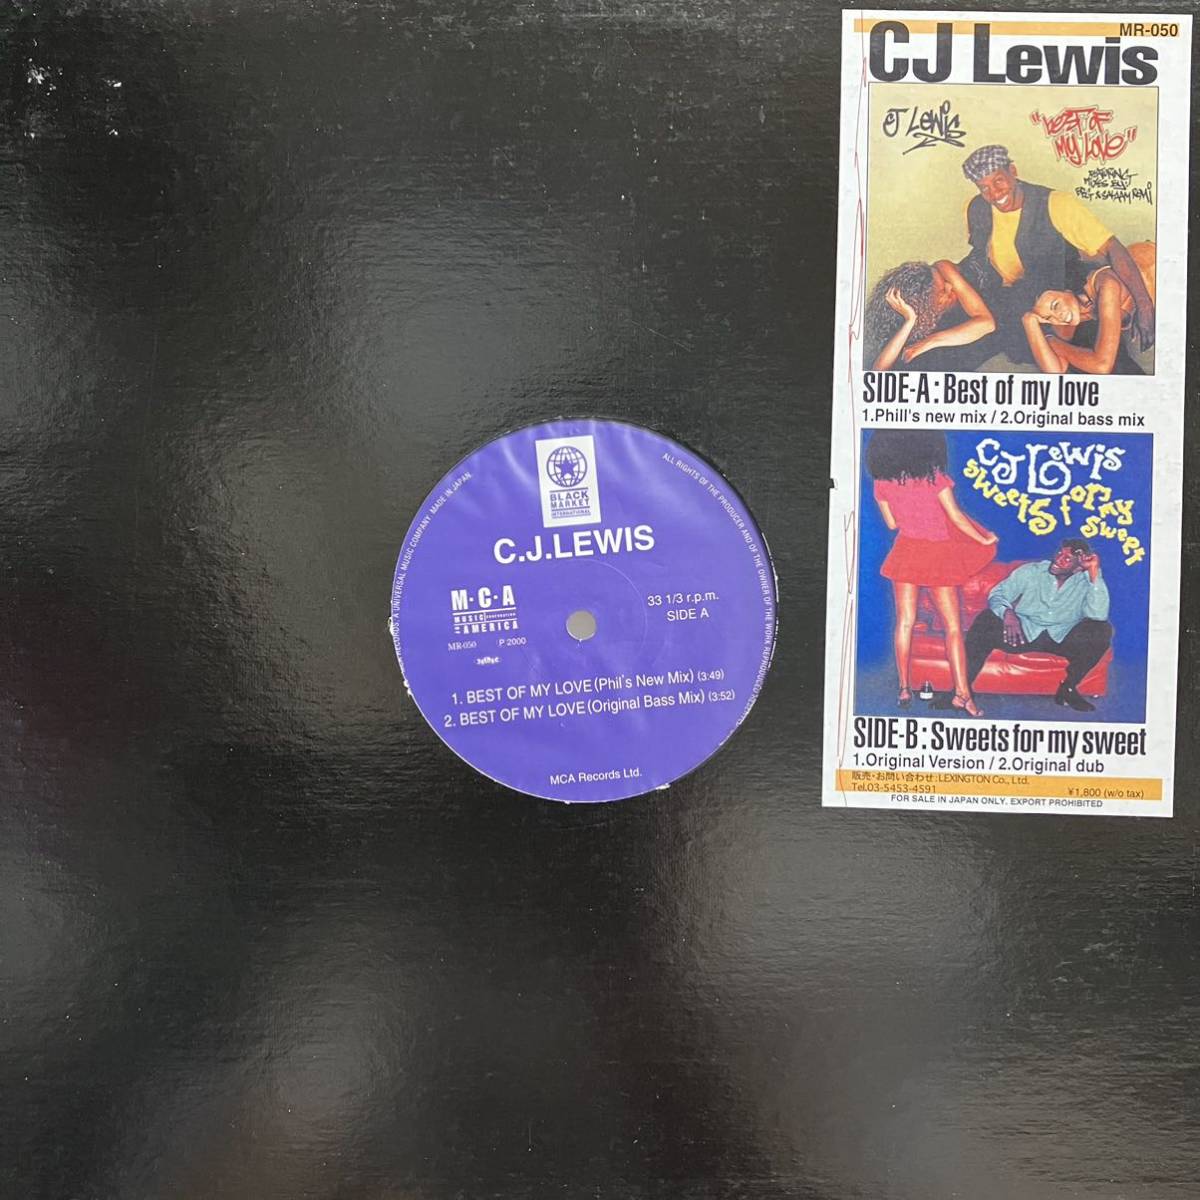 MR-050
CJ Lewis
CJ LEWIS
"BEST OF
MY LOVE"
FEATURING
MIXES BY:
SIDE-A:Best of my love
1.Phill's new mix / 2.Original bass mix
CJ LEWIS
SWEETS FOR MY
SWEET
SIDE-B:Sweets for my sweet
1.Original Version / 2.Original dub
販売・お問い合わせ:LEXINGTON Co., Ltd.
Tel.03-5453-4591
¥1,800 (w/o tax)
FOR SALE IN JAPAN ONLY. EXPORT PROHIBITED
BLACK
MARKET
INTERNATIONAL
C.J.LEWIS
M·C·A
MUSIC CORPORATION
AMERICA
MR-050 P 2000
33 1/3 r.p.m.
SIDE A
1. BEST OF MY LOVE(Phil's New Mix) (3:49)
2. BEST OF MY LOVE(Original Bass Mix) (3:52)
MCA Records Ltd.
RECORDS. A UNIVERSAL MUSIC COMPANY. MADE IN JAPAN.
ALL RIGHTS OF THE PRODUCER AND OF THE OWNER OF THE WORK REPRODUCED